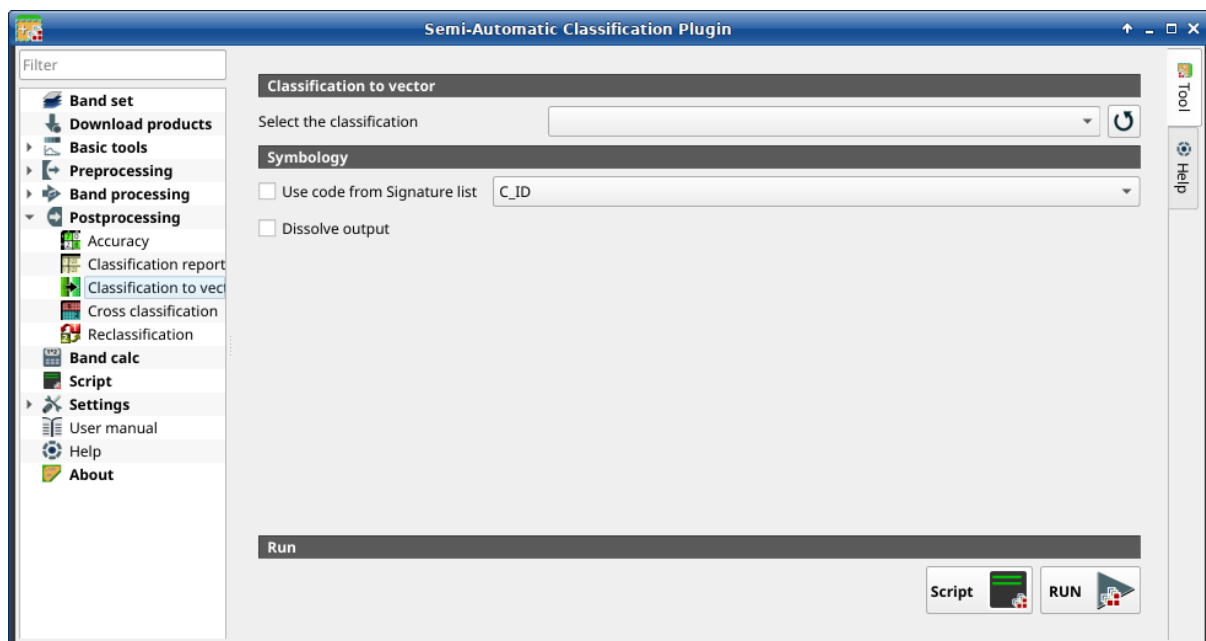 Semi-Automatic Classification Plugin
Filter
Band set
Download products
Basic tools
Preprocessing
Band processing
Postprocessing
Accuracy
Classification report
Classification to vect
Cross classification
Reclassification
Band calc
Script
Settings
User manual
Help
About
Classification to vector
Select the classification
Symbology
Use code from Signature list C_ID
Dissolve output
Run
Script RUN
Tool
Help